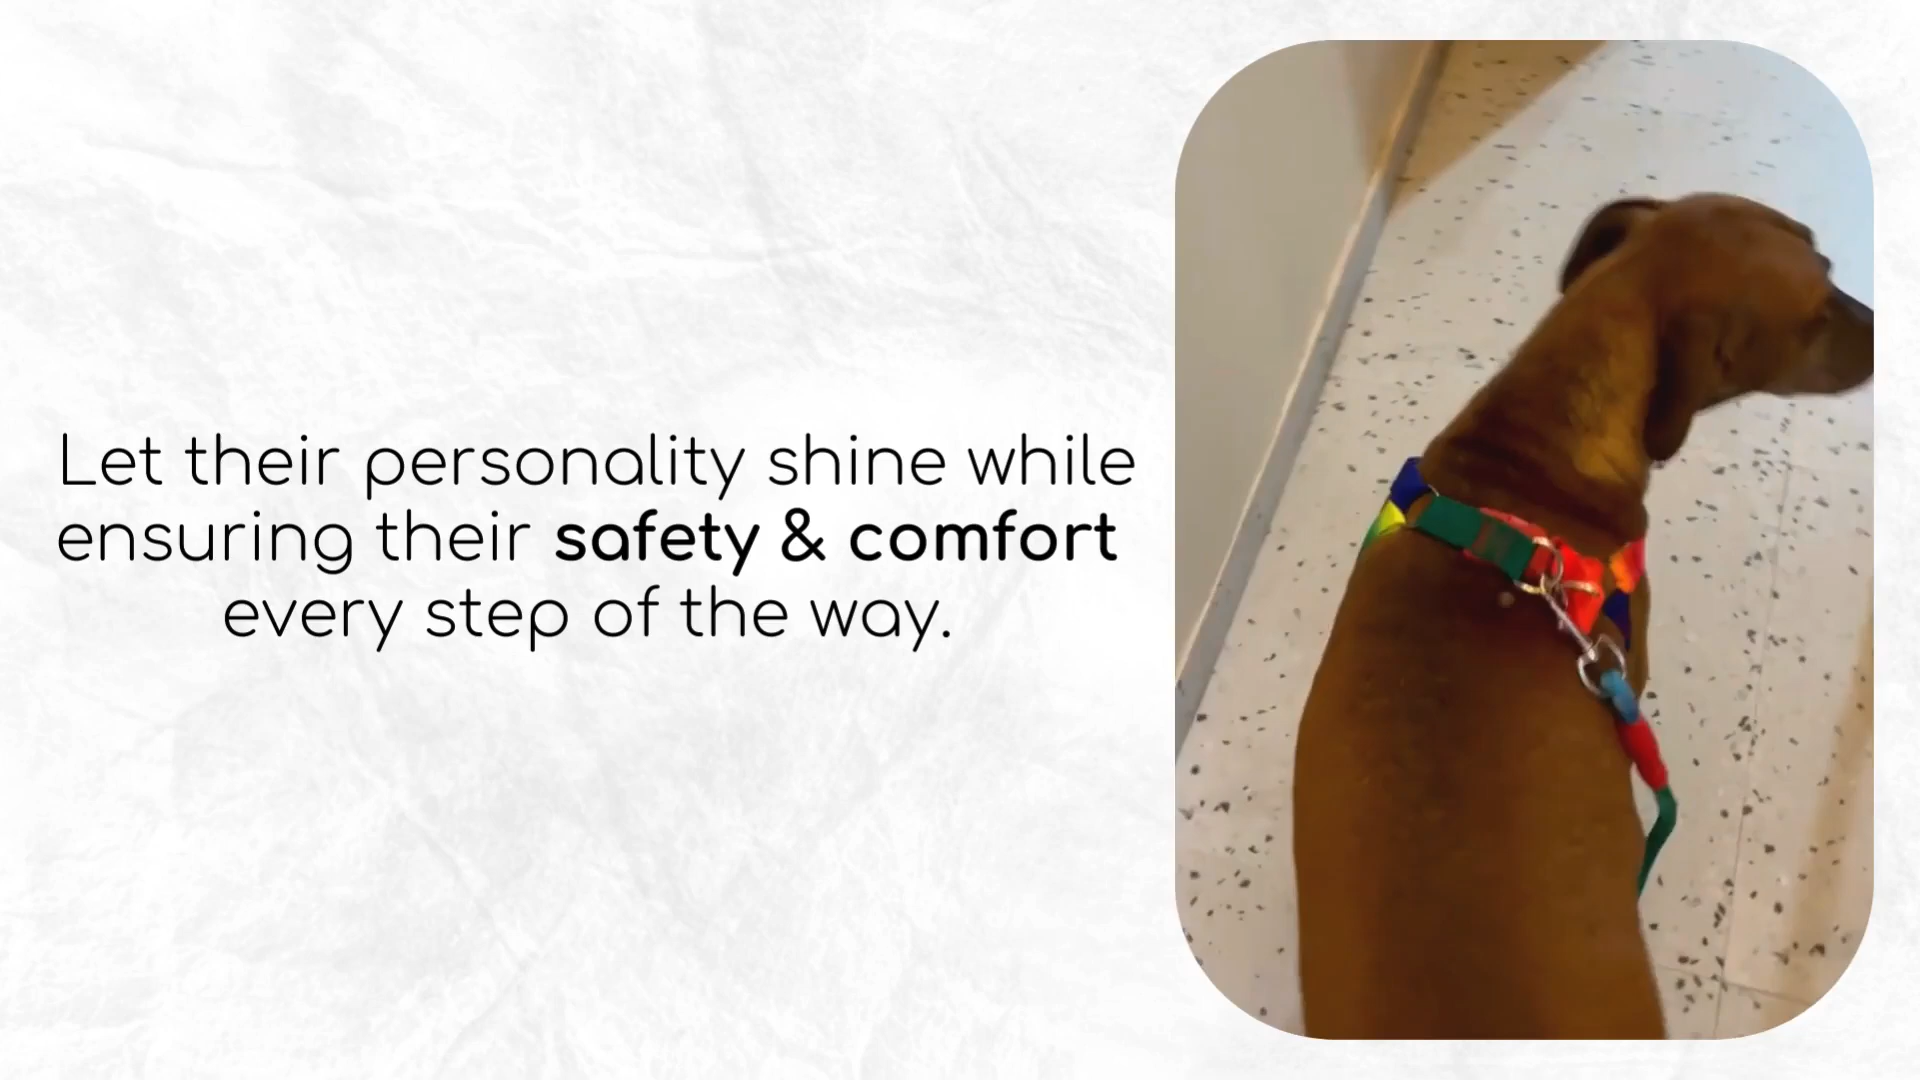 Let their personality shine while
ensuring their safety & comfort
every step of the way.